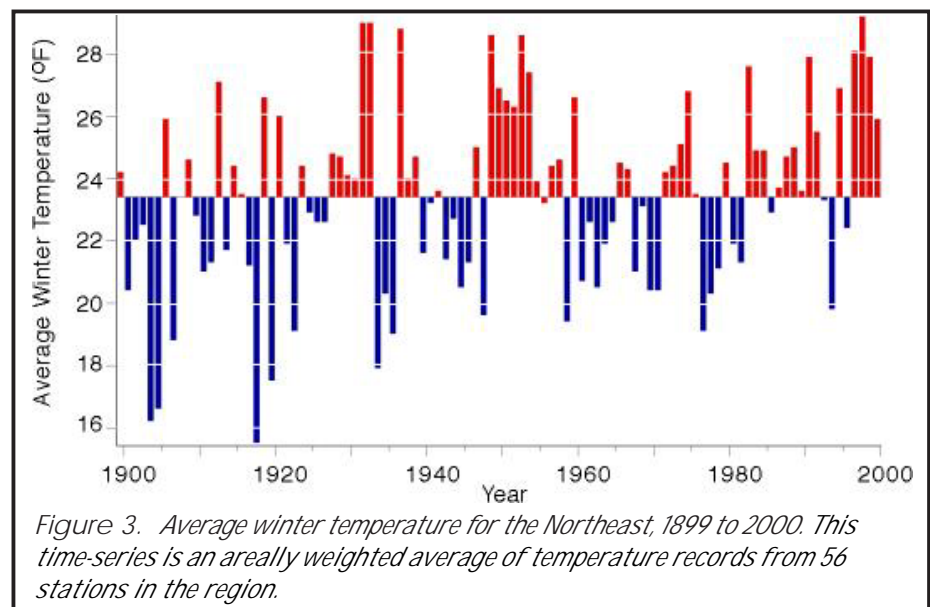 Average Winter Temperature (ºF)
28
26
24
22
20
18
16
1900 1920 1940 1960 1980 2000
Year
Figure 3. Average winter temperature for the Northeast, 1899 to 2000. This
time-series is an areally weighted average of temperature records from 56
stations in the region.